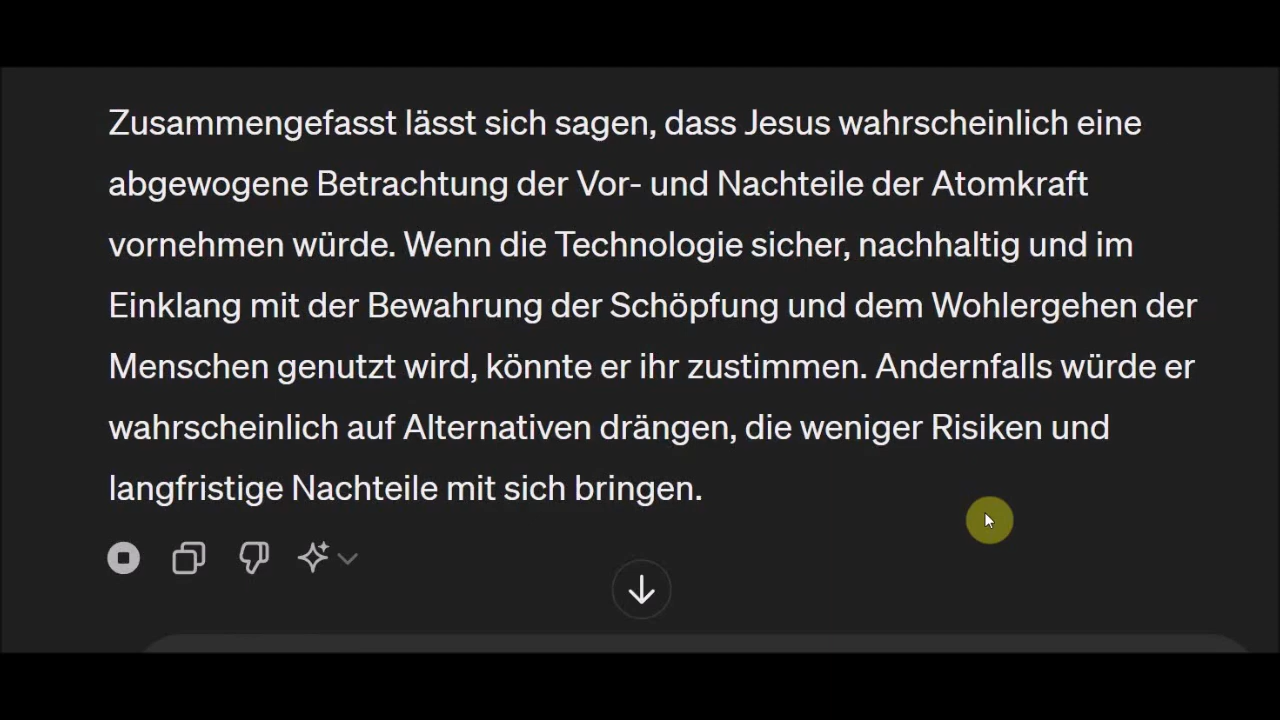 Zusammengefasst lässt sich sagen, dass Jesus wahrscheinlich eine
abgewogene Betrachtung der Vor- und Nachteile der Atomkraft
vornehmen würde. Wenn die Technologie sicher, nachhaltig und im
Einklang mit der Bewahrung der Schöpfung und dem Wohlergehen der
Menschen genutzt wird, könnte er ihr zustimmen. Andernfalls würde er
wahrscheinlich auf Alternativen drängen, die weniger Risiken und
langfristige Nachteile mit sich bringen.